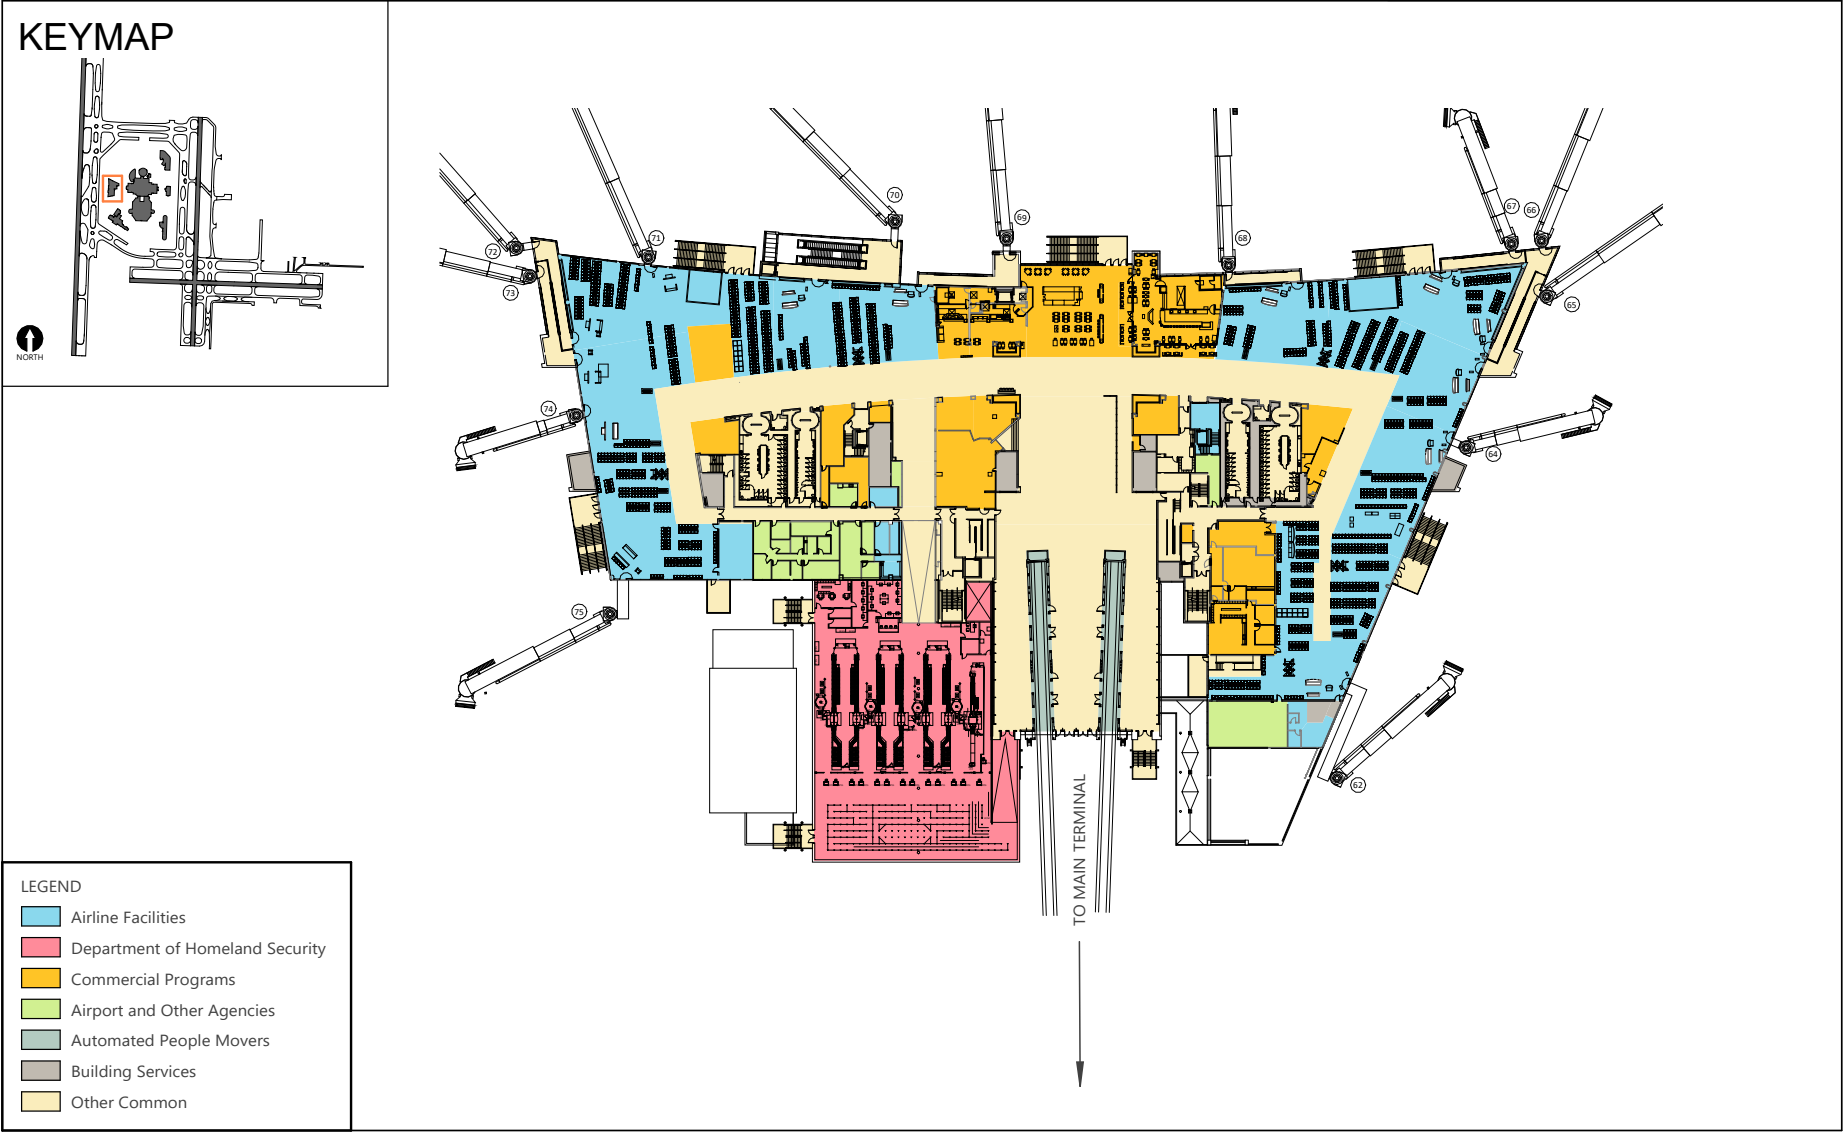 KEYMAP
NORTH
70
69
71
72
73
68
67
66
65
74
64
75
62
TO MAIN TERMINAL
LEGEND
Airline Facilities
Department of Homeland Security
Commercial Programs
Airport and Other Agencies
Automated People Movers
Building Services
Other Common